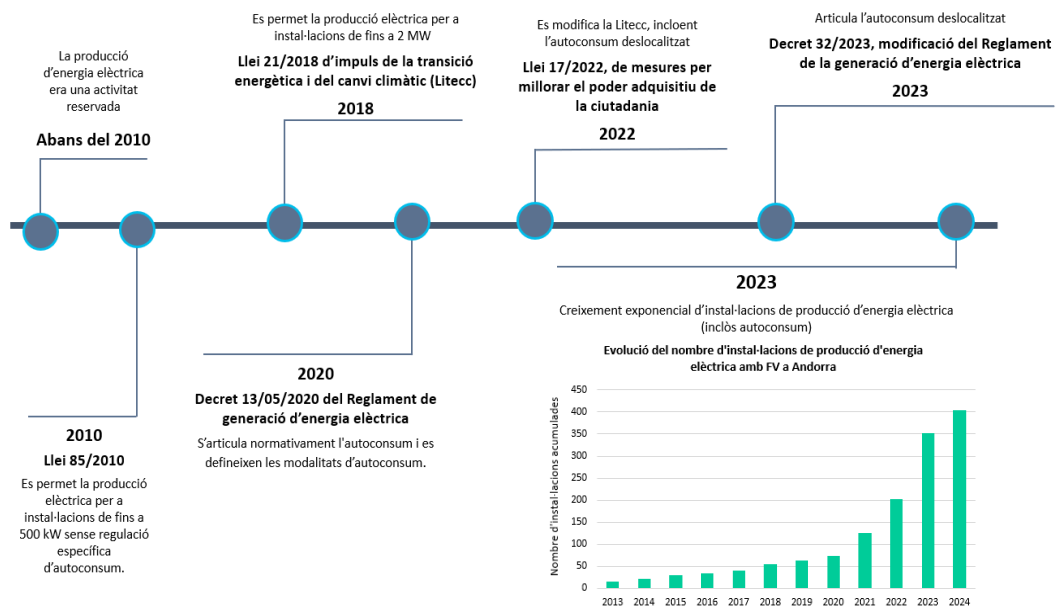 La producció
d'energia elèctrica
era una activitat
reservada
Abans del 2010
Es permet la producció elèctrica per a
instal·lacions de fins a 2 MW
Llei 21/2018 d'impuls de la transició
energètica i del canvi climàtic (Litecc)
2018
Es modifica la Litecc, incloent
l'autoconsum deslocalitzat
Llei 17/2022, de mesures per
millorar el poder adquisitiu de
la ciutadania
2022
Articula l'autoconsum deslocalitzat
Decret 32/2023, modificació del Reglament
de la generació d'energia elèctrica
2023
2010
Llei 85/2010
Es permet la producció
elèctrica per a
instal·lacions de fins a
500 kW sense regulació
específica
d'autoconsum.
2020
Decret 13/05/2020 del Reglament de
generació d'energia elèctrica
S'articula normativament l'autoconsum i es
defineixen les modalitats d'autoconsum.
2023
Creixement exponencial d'instal·lacions de producció d'energia elèctrica
(inclòs autoconsum)
Evolució del nombre d'instal·lacions de producció d'energia
elèctrica amb FV a Andorra
Nombre d'instal·lacions acumulades
450
400
350
300
250
200
150
100
50
0
2013 2014 2015 2016 2017 2018 2019 2020 2021 2022 2023 2024